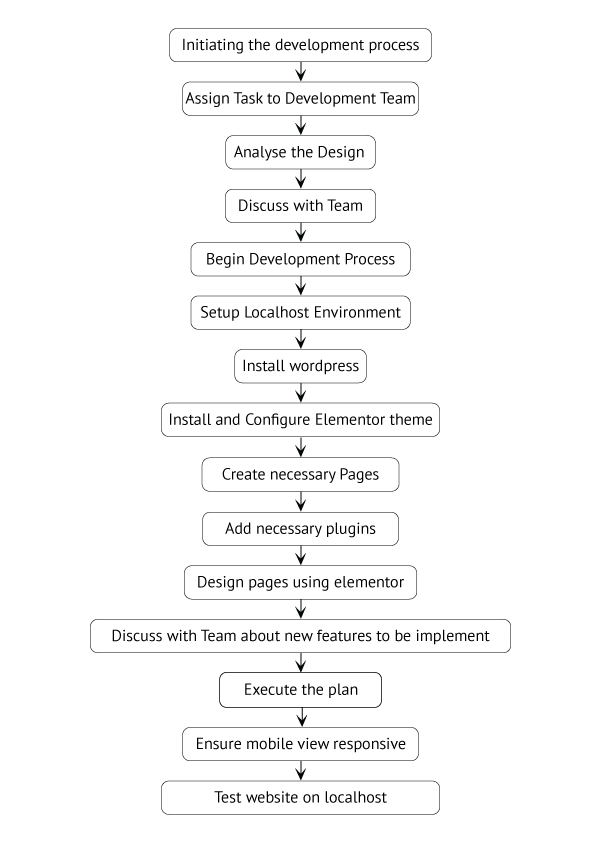 Initiating the development process
Assign Task to Development Team
Analyse the Design
Discuss with Team
Begin Development Process
Setup Localhost Environment
Install wordpress
Install and Configure Elementor theme
Create necessary Pages
Add necessary plugins
Design pages using elementor
Discuss with Team about new features to be implement
Execute the plan
Ensure mobile view responsive
Test website on localhost